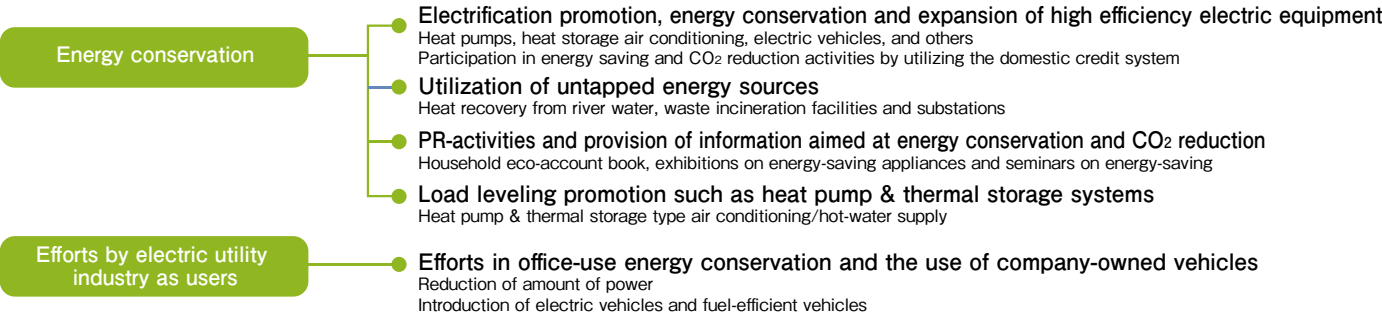 Energy conservation
Electrification promotion, energy conservation and expansion of high efficiency electric equipment
Heat pumps, heat storage air conditioning, electric vehicles, and others
Participation in energy saving and CO2 reduction activities by utilizing the domestic credit system
Utilization of untapped energy sources
Heat recovery from river water, waste incineration facilities and substations
PR-activities and provision of information aimed at energy conservation and CO2 reduction
Household eco-account book, exhibitions on energy-saving appliances and seminars on energy-saving
Load leveling promotion such as heat pump & thermal storage systems
Heat pump & thermal storage type air conditioning/hot-water supply
Efforts by electric utility
industry as users
Efforts in office-use energy conservation and the use of company-owned vehicles
Reduction of amount of power
Introduction of electric vehicles and fuel-efficient vehicles